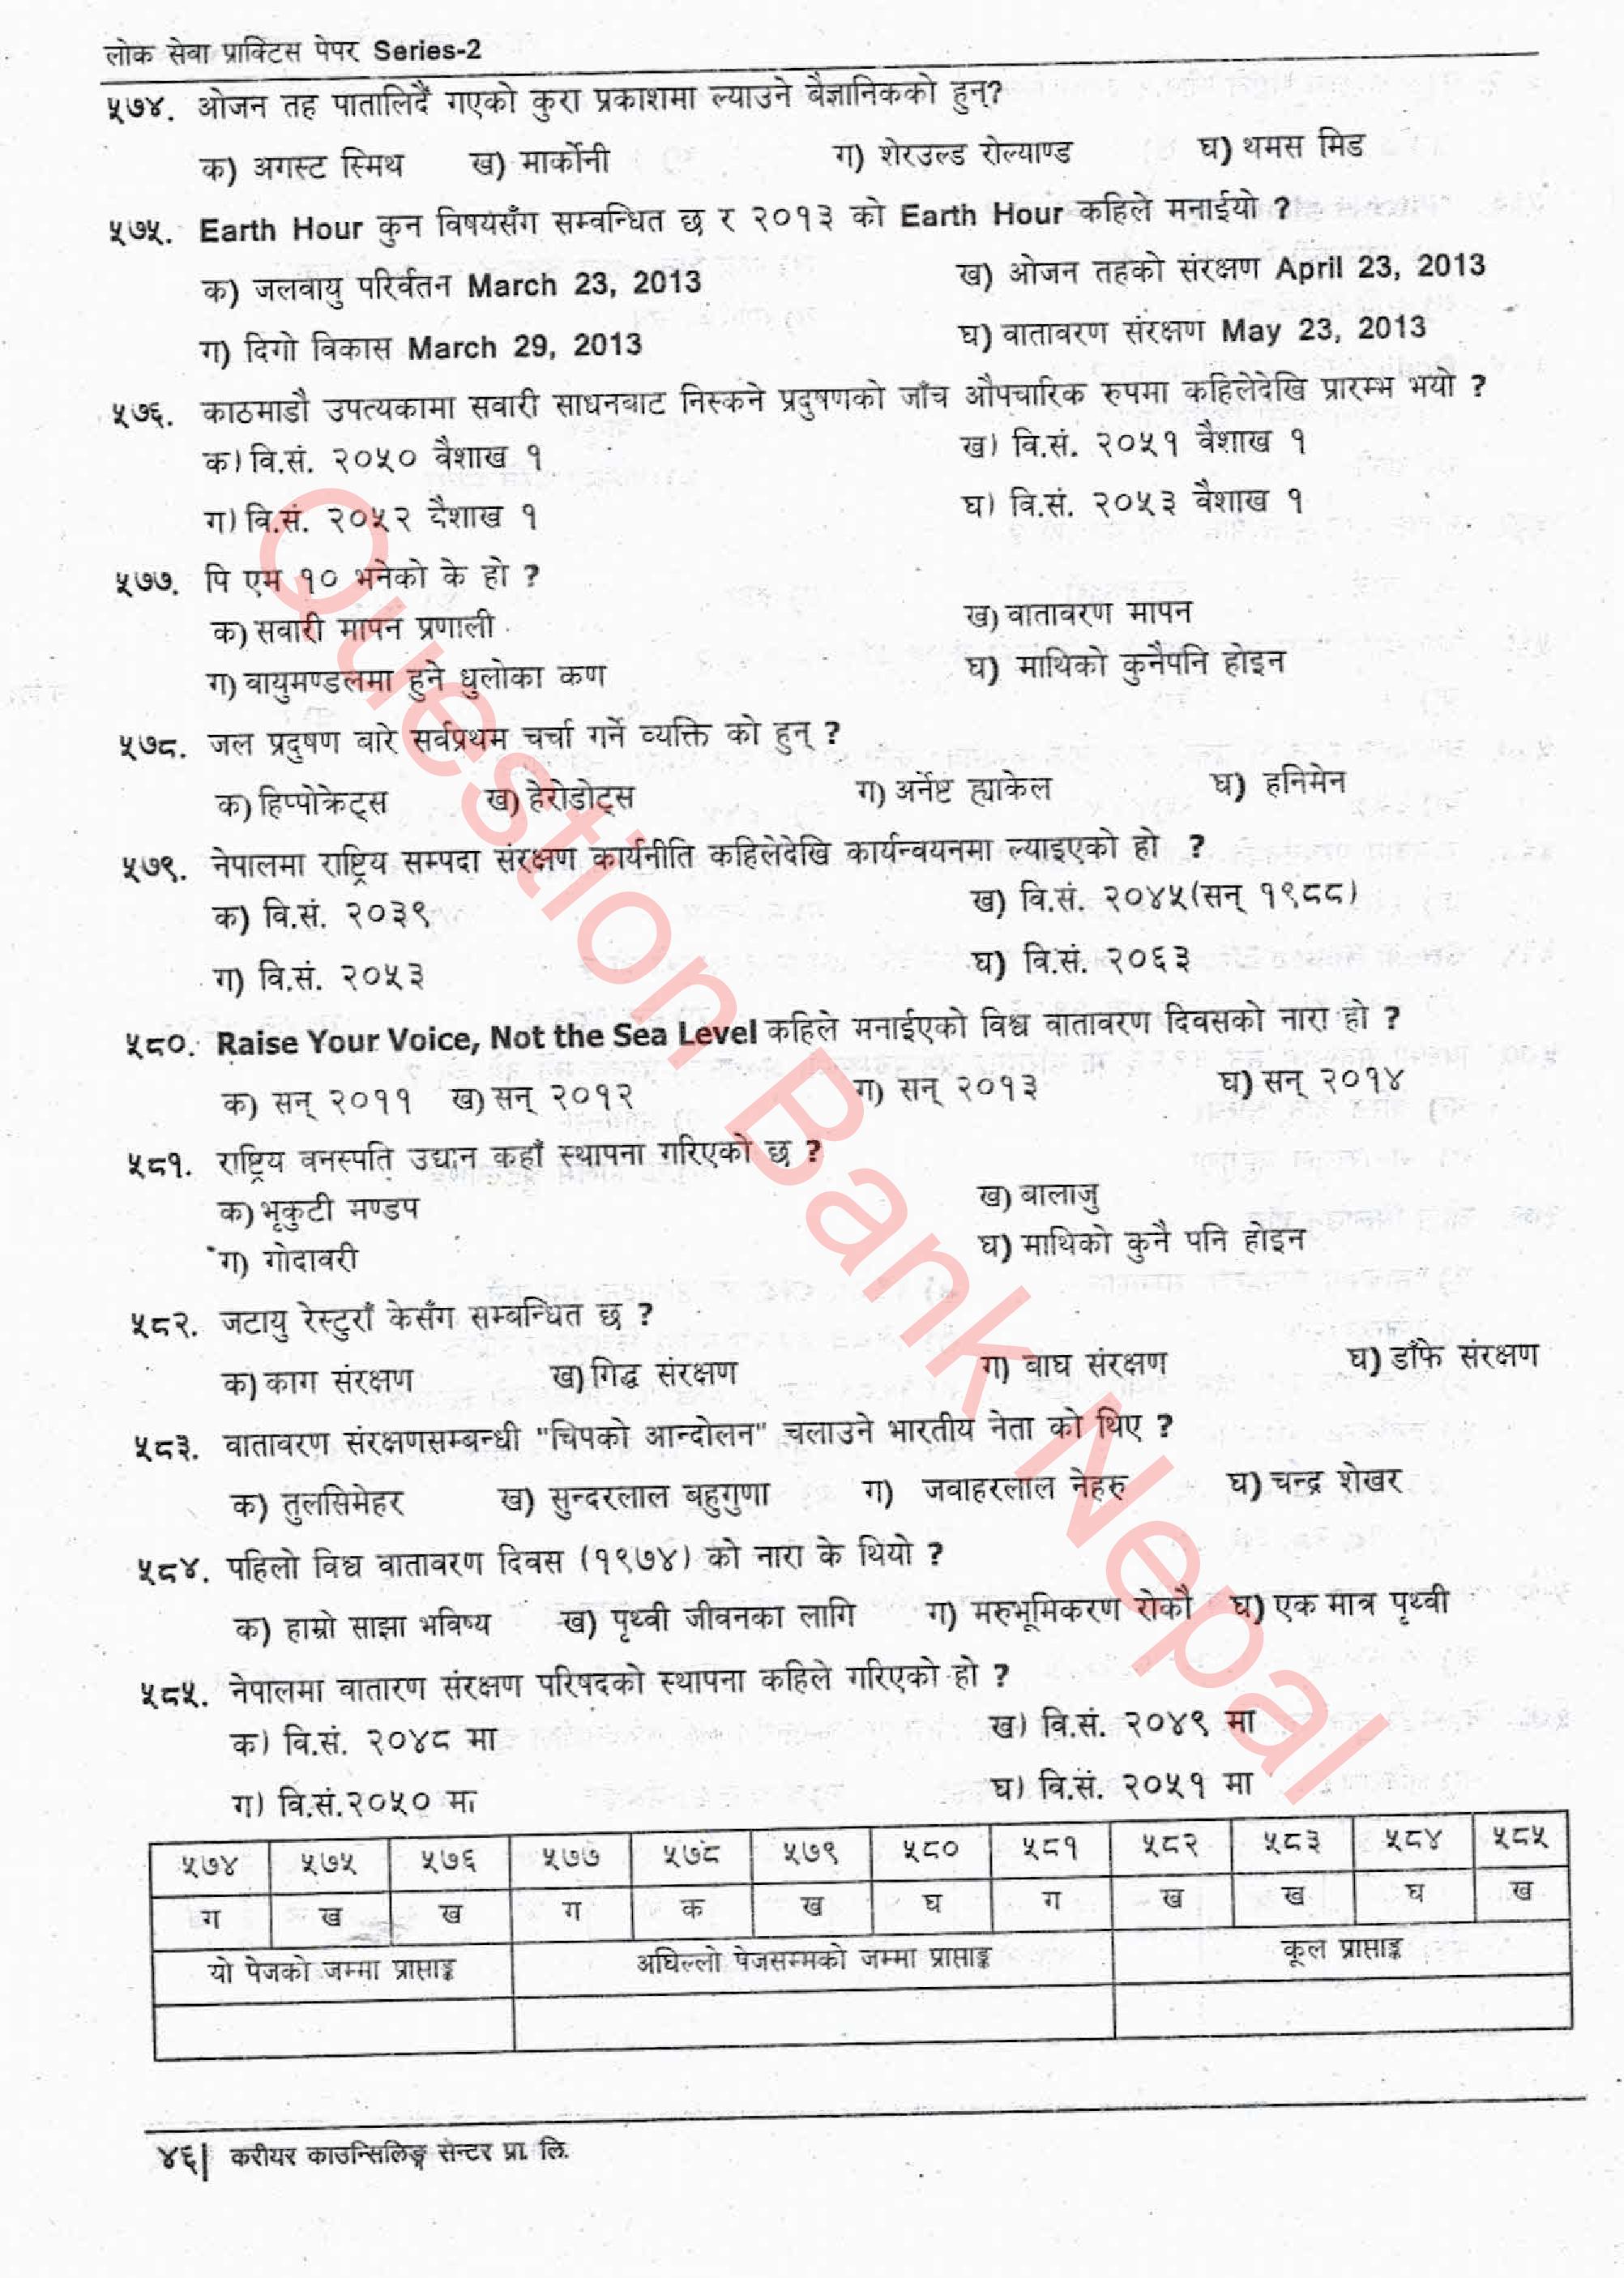 लोक सेवा प्राक्टिस पेपर Series-2
५७४. ओजन तह पातालिदैं गएको कुरा प्रकाशमा ल्याउने बैज्ञानिकको हुन्?
क) अगस्ट स्मिथ ख) मार्कोनी ग) शेरउल्ड रोल्याण्ड घ) थमस मिड
५७५. Earth Hour कुन विषयसँग सम्वन्धित छ र २०१३ को Earth Hour कहिले मनाईयो ?
क) जलवायु परिर्वतन March 23, 2013 ख) ओजन तहको संरक्षण April 23, 2013
ग) दिगो विकास March 29, 2013 घ) वातावरण संरक्षण May 23, 2013
५७६. काठमाडौ उपत्यकामा सवारी साधनबाट निस्कने प्रदुषणको जाँच औपचारिक रुपमा कहिलेदेखि प्रारम्भ भयो ?
क) वि.सं. २०५० वैशाख १ ख) वि.सं. २०५१ वैशाख १
ग) वि.सं. २०५२ वैशाख १ घ) वि.सं. २०५३ वैशाख १
५७७. पि एम १० भनेको के हो ?
क) सवारी मापन प्रणाली ख) वातावरण मापन
ग) वायुमण्डलमा हुने धुलोका कण घ) माथिको कुनैपनि होइन
५७८. जल प्रदुषण बारे सर्वप्रथम चर्चा गर्ने व्यक्ति को हुन् ?
क) हिप्पोक्रेट्स ख) हेरोडोट्स ग) अर्नेष्ट ह्याकेल घ) हनिमेन
५७९. नेपालमा राष्ट्रिय सम्पदा संरक्षण कार्यनीति कहिलेदेखि कार्यन्वयनमा ल्याइएको हो ?
क) वि.सं. २०३९ ख) वि.सं. २०४५(सन् १९८८)
ग) वि.सं. २०५३ घ) वि.सं. २०६३
५८०. Raise Your Voice, Not the Sea Level कहिले मनाईएको विश्व वातावरण दिवसको नारा हो ?
क) सन् २०११ ख) सन् २०१२ ग) सन् २०१३ घ) सन् २०१४
५८१. राष्ट्रिय वनस्पति उद्यान कहाँ स्थापना गरिएको छ ?
क) भृकुटी मण्डप ख) बालाजु
ग) गोदावरी घ) माथिको कुनै पनि होइन
५८२. जटायु रेस्टुराँ केसँग सम्बन्धित छ ?
क) काग संरक्षण ख) गिद्ध संरक्षण ग) बाघ संरक्षण घ) डाँफे संरक्षण
५८३. वातावरण संरक्षणसम्बन्धी "चिपको आन्दोलन" चलाउने भारतीय नेता को थिए ?
क) तुलसिमेहर ख) सुन्दरलाल बहुगुणा ग) जवाहरलाल नेहरु घ) चन्द्र शेखर
५८४. पहिलो विश्व वातावरण दिवस (१९७४) को नारा के थियो ?
क) हाम्रो साझा भविष्य ख) पृथ्वी जीवनका लागि ग) मरुभूमिकरण रोकौ घ) एक मात्र पृथ्वी
५८५. नेपालमा वातारण संरक्षण परिषदको स्थापना कहिले गरिएको हो ?
क) वि.सं. २०४८ मा ख) वि.सं. २०४९ मा
ग) वि.सं.२०५० मा घ) वि.सं. २०५१ मा
५७४ ५७५ ५७६ ५७७ ५७८ ५७९ ५८० ५८१ ५८२ ५८३ ५८४ ५८५
ग ख ख ग क ख घ ग ख ख घ ख
यो पेजको जम्मा प्राप्ताङ्क अघिल्लो पेजसम्मको जम्मा प्राप्ताङ्क कूल प्राप्ताङ्क
४६| करीयर काउन्सिलिङ्ग सेन्टर प्रा. लि.
Question Bank Nepal